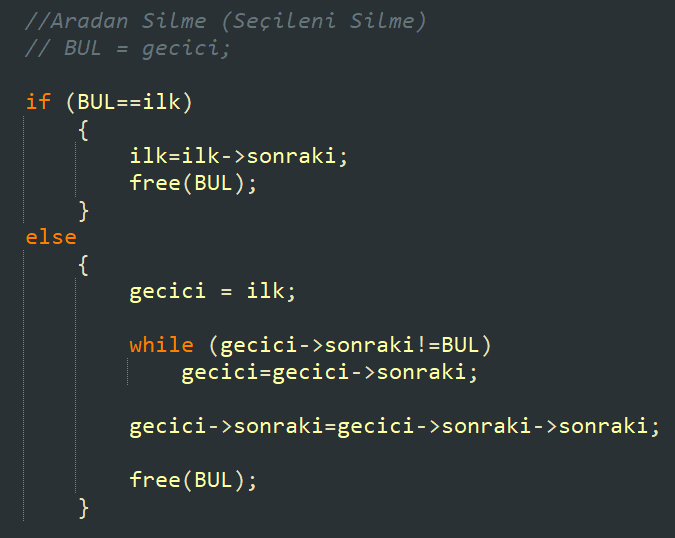 //Aradan Silme (Seçileni Silme)
// BUL = gecici;
if (BUL==ilk)
{
ilk=ilk->sonraki;
free(BUL);
}
else
{
gecici = ilk;
while (gecici->sonraki!=BUL)
gecici=gecici->sonraki;
gecici->sonraki=gecici->sonraki->sonraki;
free(BUL);
}